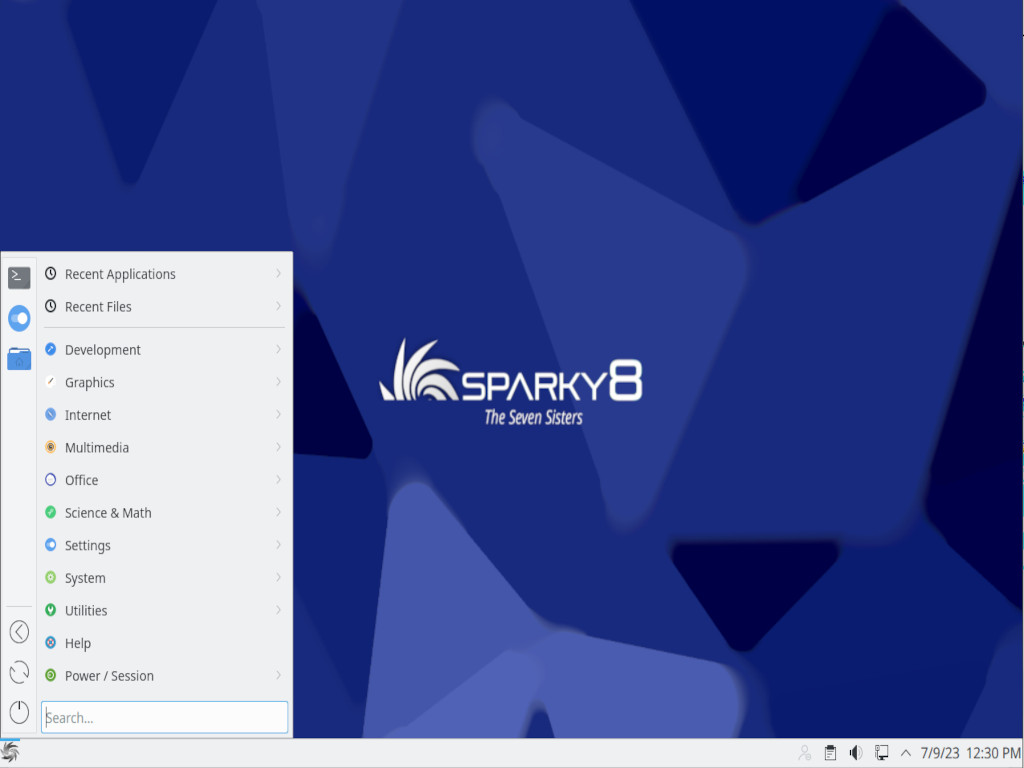 Recent Applications
Recent Files
Development
Graphics
Internet
Multimedia
Office
Science & Math
Settings
System
Utilities
Help
Power / Session
Search...
SPARKY8
The Seven Sisters
7/9/23 12:30 PM